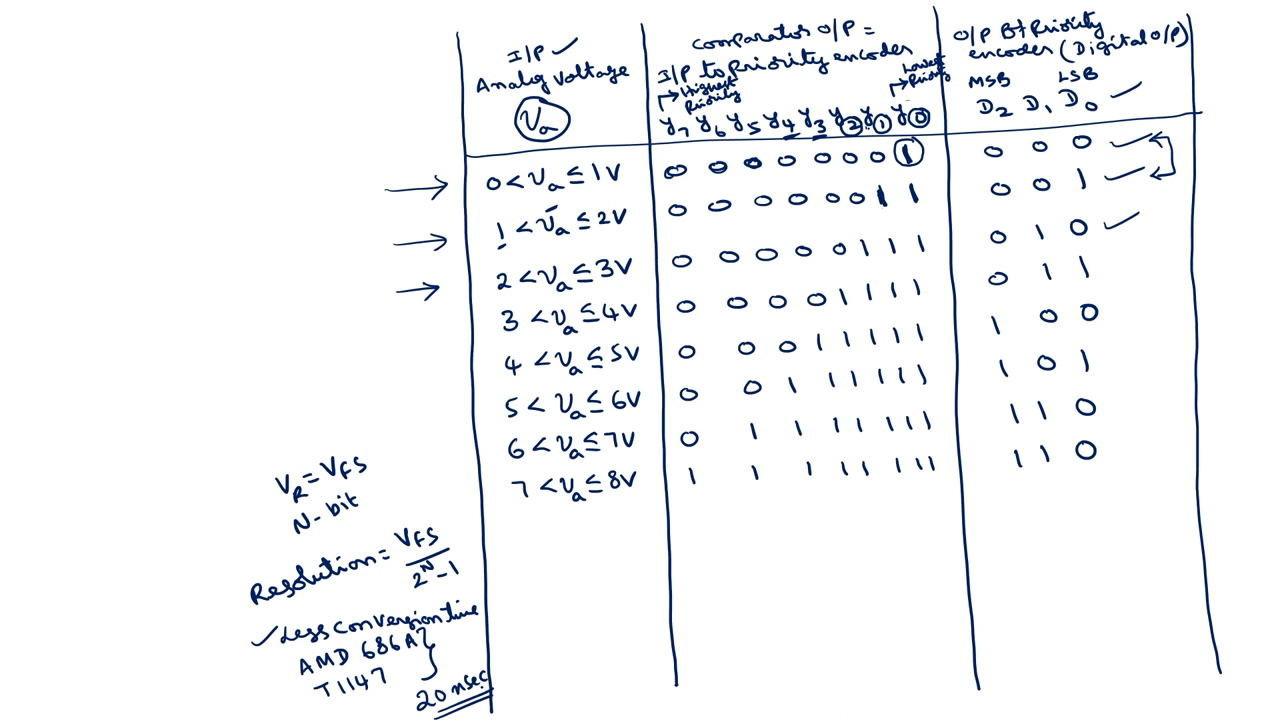 I/P ✓
Analog Voltage
Va
Comparator O/P =
I/P to Priority encoder
Highest Priority
Lowest Priority
y7 y6 y5 y4 y3 y2 y1 y0
O/P Of Priority
encoder (Digital O/P)
MSB LSB
D2 D1 D0 ✓
0 < Va ≤ 1V 0 0 0 0 0 0 0 1 0 0 0 ✓
1 < Va ≤ 2V 0 0 0 0 0 0 1 1 0 0 1 ✓
2 < Va ≤ 3V 0 0 0 0 0 1 1 1 0 1 0 ✓
3 < Va ≤ 4V 0 0 0 0 1 1 1 1 0 1 1
4 < Va ≤ 5V 0 0 0 1 1 1 1 1 1 0 0
5 < Va ≤ 6V 0 0 1 1 1 1 1 1 1 0 1
6 < Va ≤ 7V 0 1 1 1 1 1 1 1 1 1 0
7 < Va ≤ 8V 1 1 1 1 1 1 1 1 1 1 0
VR = VFS
N-bit
Resolution = VFS / 2^N - 1
✓ Less Conversion time
AMD 686A
T1147
20 nsec